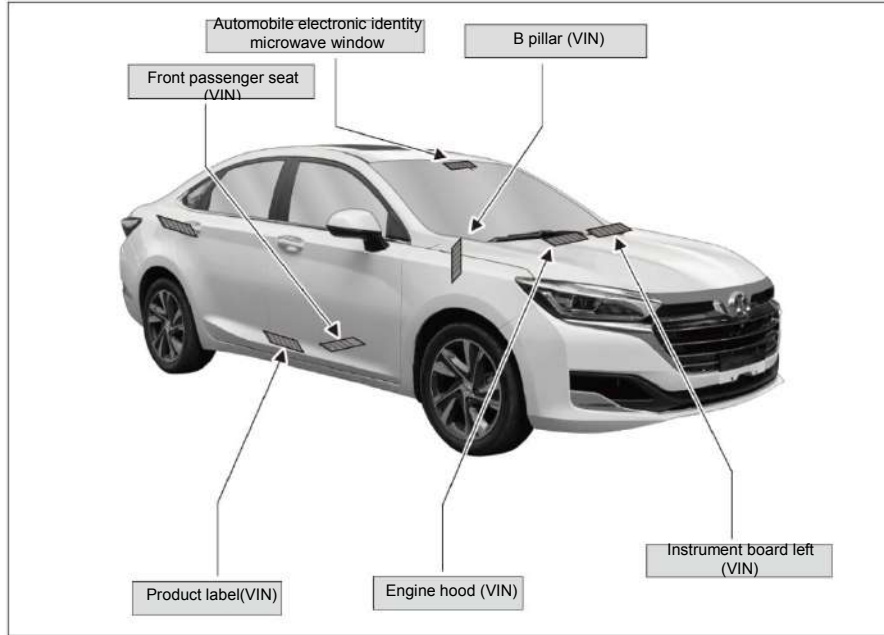 Automobile electronic identity
microwave window
B pillar (VIN)
Front passenger seat
(VIN)
Instrument board left
(VIN)
Product label(VIN)
Engine hood (VIN)